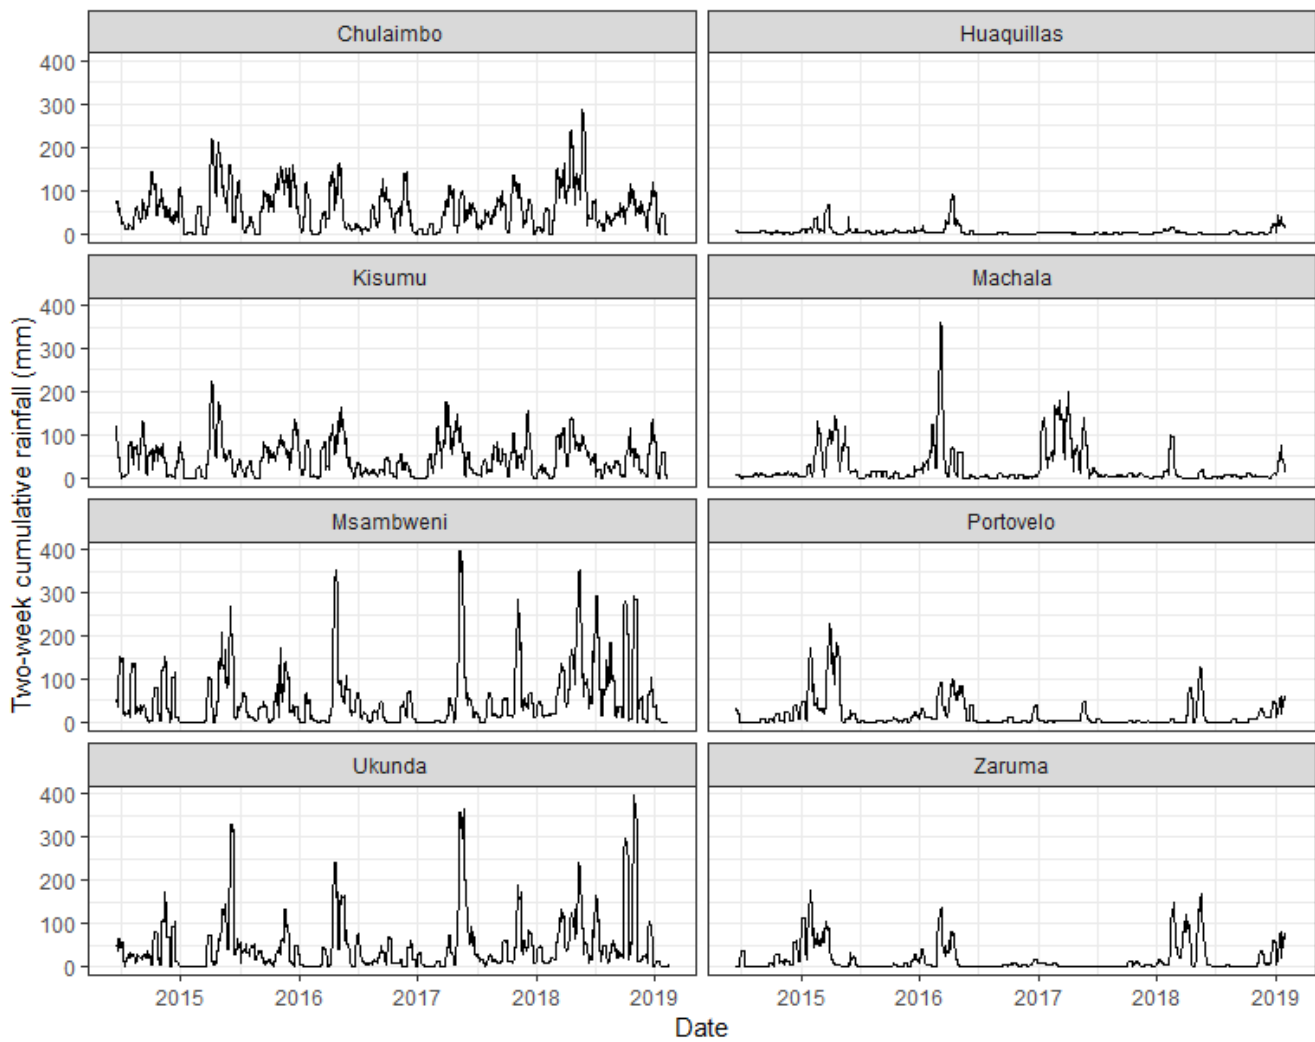 Chulaimbo
Huaquillas
400
300
200
100
0
Kisumu
Machala
400
300
200
100
0
Two-week cumulative rainfall (mm)
Msambweni
Portovelo
400
300
200
100
0
Ukunda
Zaruma
400
300
200
100
0
2015 2016 2017 2018 2019
2015 2016 2017 2018 2019
Date